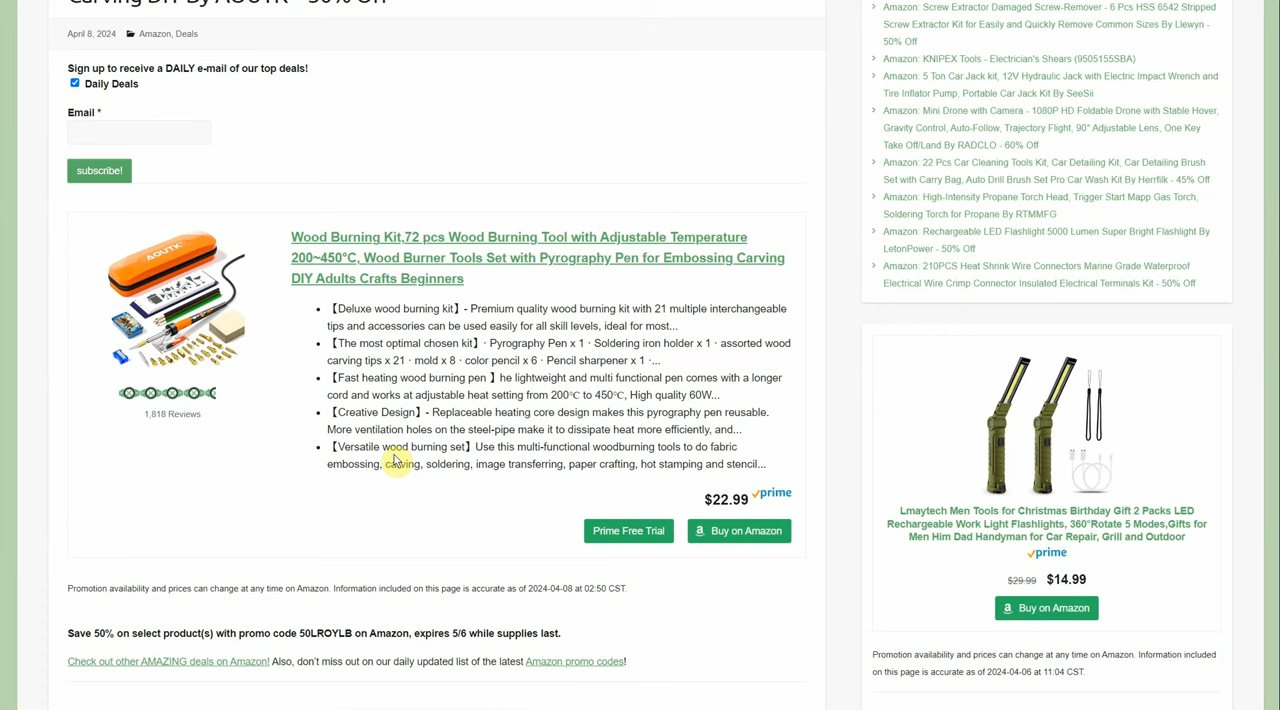 April 8, 2024
Amazon, Deals
Sign up to receive a DAILY e-mail of our top deals!
Daily Deals
Email *
subscribe!
AOUTK
Wood Burning Kit,72 pcs Wood Burning Tool with Adjustable Temperature
200~450°C, Wood Burner Tools Set with Pyrography Pen for Embossing Carving
DIY Adults Crafts Beginners
1,818 Reviews
• 【Deluxe wood burning kit】- Premium quality wood burning kit with 21 multiple interchangeable
tips and accessories can be used easily for all skill levels, ideal for most...
• 【The most optimal chosen kit】· Pyrography Pen x 1 · Soldering iron holder x 1 · assorted wood
carving tips x 21 · mold x 8 · color pencil x 6 · Pencil sharpener x 1 ·...
• 【Fast heating wood burning pen 】he lightweight and multi functional pen comes with a longer
cord and works at adjustable heat setting from 200℃ to 450℃, High quality 60W...
• 【Creative Design】- Replaceable heating core design makes this pyrography pen reusable.
More ventilation holes on the steel-pipe make it to dissipate heat more efficiently, and...
• 【Versatile wood burning set】Use this multi-functional woodburning tools to do fabric
embossing, carving, soldering, image transferring, paper crafting, hot stamping and stencil...
$22.99 prime
Prime Free Trial
Buy on Amazon
Promotion availability and prices can change at any time on Amazon. Information included on this page is accurate as of 2024-04-08 at 02:50 CST.
Save 50% on select product(s) with promo code 50LROYLB on Amazon, expires 5/6 while supplies last.
Check out other AMAZING deals on Amazon! Also, don't miss out on our daily updated list of the latest Amazon promo codes!
Amazon: Screw Extractor Damaged Screw-Remover - 6 Pcs HSS 6542 Stripped
Screw Extractor Kit for Easily and Quickly Remove Common Sizes By Llewyn -
50% Off
Amazon: KNIPEX Tools - Electrician's Shears (9505155SBA)
Amazon: 5 Ton Car Jack kit, 12V Hydraulic Jack with Electric Impact Wrench and
Tire Inflator Pump, Portable Car Jack Kit By SeeSii
Amazon: Mini Drone with Camera - 1080P HD Foldable Drone with Stable Hover,
Gravity Control, Auto-Follow, Trajectory Flight, 90° Adjustable Lens, One Key
Take Off/Land By RADCLO - 60% Off
Amazon: 22 Pcs Car Cleaning Tools Kit, Car Detailing Kit, Car Detailing Brush
Set with Carry Bag, Auto Drill Brush Set Pro Car Wash Kit By Herrfilk - 45% Off
Amazon: High-Intensity Propane Torch Head, Trigger Start Mapp Gas Torch,
Soldering Torch for Propane By RTMMFG
Amazon: Rechargeable LED Flashlight 5000 Lumen Super Bright Flashlight By
LetonPower - 50% Off
Amazon: 210PCS Heat Shrink Wire Connectors Marine Grade Waterproof
Electrical Wire Crimp Connector Insulated Electrical Terminals Kit - 50% Off
Lmaytech Men Tools for Christmas Birthday Gift 2 Packs LED
Rechargeable Work Light Flashlights, 360°Rotate 5 Modes,Gifts for
Men Him Dad Handyman for Car Repair, Grill and Outdoor
prime
$29.99 $14.99
Buy on Amazon
Promotion availability and prices can change at any time on Amazon. Information included
on this page is accurate as of 2024-04-06 at 11:04 CST.